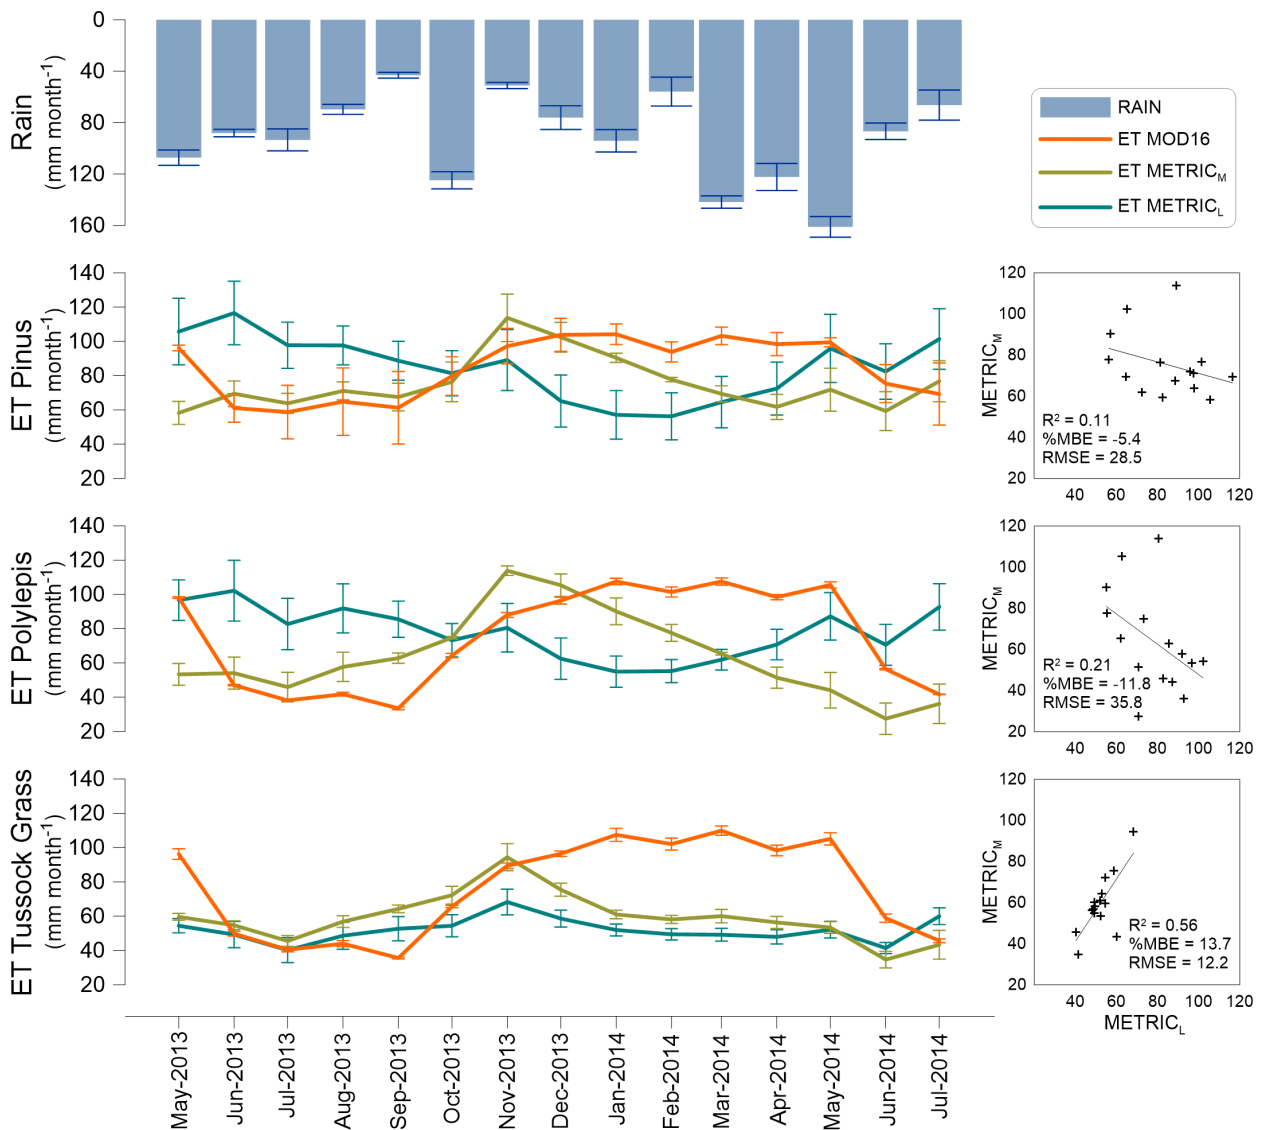 Rain
(mm month⁻¹)
0
40
80
120
160
RAIN
ET MOD16
ET METRIC_M
ET METRIC_L
ET Pinus
(mm month⁻¹)
140
120
100
80
60
40
20
METRIC_M
120
100
80
60
40
20
R² = 0.11
%MBE = -5.4
RMSE = 28.5
40 60 80 100 120
ET Polylepis
(mm month⁻¹)
140
120
100
80
60
40
20
METRIC_M
120
100
80
60
40
20
R² = 0.21
%MBE = -11.8
RMSE = 35.8
40 60 80 100 120
ET Tussock Grass
(mm month⁻¹)
140
120
100
80
60
40
20
METRIC_M
120
100
80
60
40
20
R² = 0.56
%MBE = 13.7
RMSE = 12.2
40 60 80 100 120
METRIC_L
May-2013
Jun-2013
Jul-2013
Aug-2013
Sep-2013
Oct-2013
Nov-2013
Dec-2013
Jan-2014
Feb-2014
Mar-2014
Apr-2014
May-2014
Jun-2014
Jul-2014